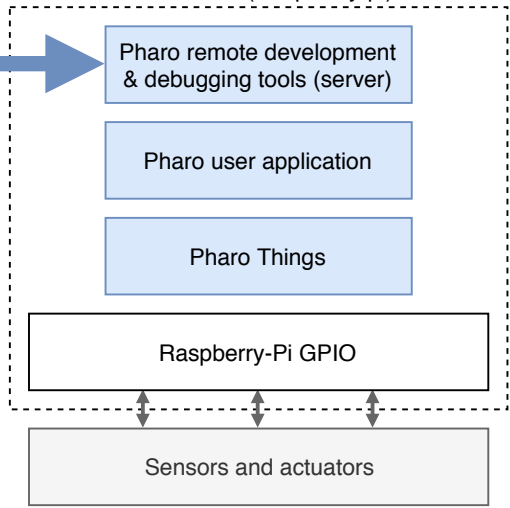 Pharo remote development
& debugging tools (server)
Pharo user application
Pharo Things
Raspberry-Pi GPIO
Sensors and actuators